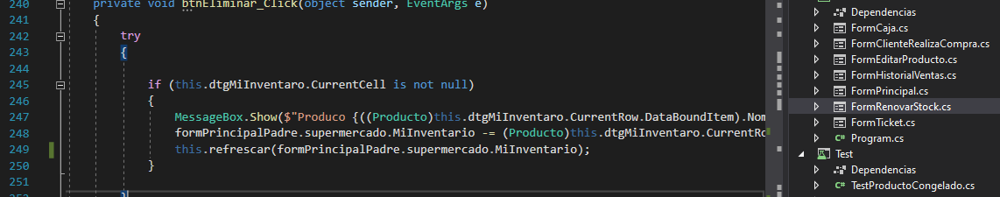 240 private void btnEliminar_Click(object sender, EventArgs e)
241 {
242 try
243 {
244
245 if (this.dtgMiInventaro.CurrentCell is not null)
246 {
247 MessageBox.Show($"Produco {((Producto)this.dtgMiInventaro.CurrentRow.DataBoundItem).Nom
248 formPrincipalPadre.supermercado.MiInventario -= (Producto)this.dtgMiInventaro.CurrentRo
249 this.refrescar(formPrincipalPadre.supermercado.MiInventario);
250 }
251
252 }
Dependencias
FormCaja.cs
FormClienteRealizaCompra.cs
FormEditarProducto.cs
FormHistorialVentas.cs
FormPrincipal.cs
FormRenovarStock.cs
FormTicket.cs
C# Program.cs
Test
Dependencias
C# TestProductoCongelado.cs